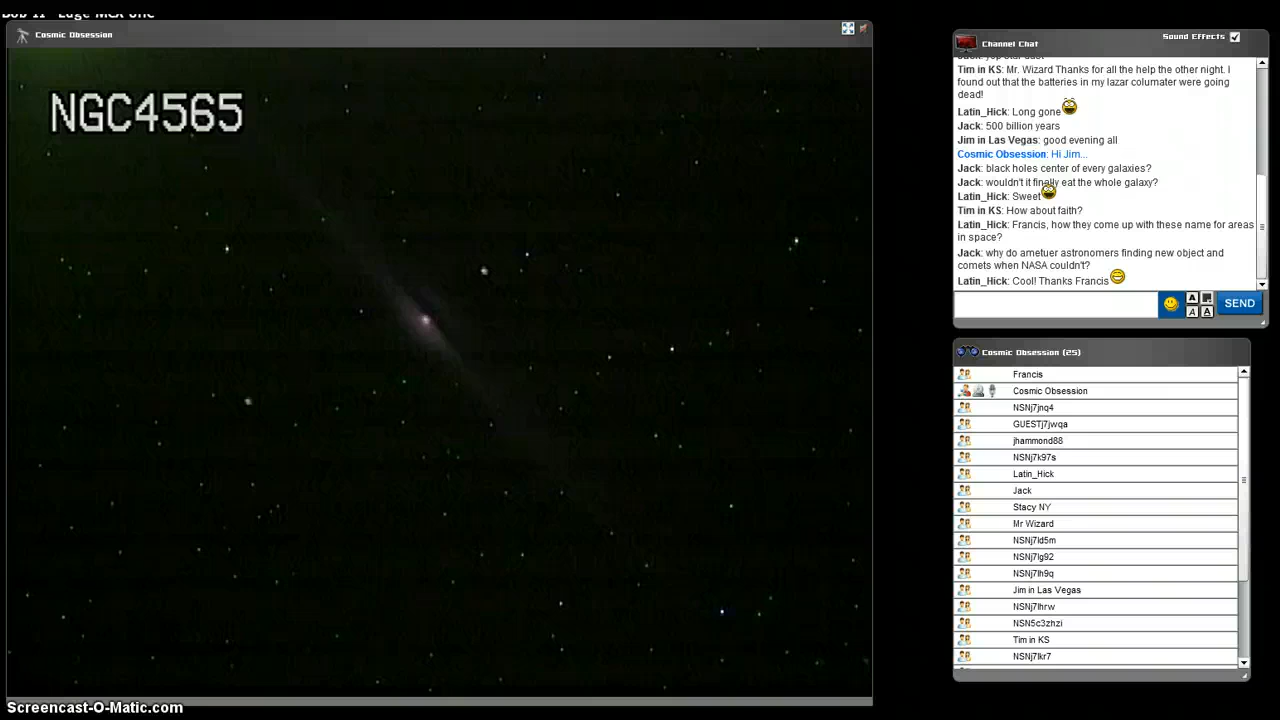 Cosmic Obsession
NGC4565
Screencast-O-Matic.com
Channel Chat
Sound Effects
Tim in KS: Mr. Wizard Thanks for all the help the other night. I
found out that the batteries in my lazar columater were going
dead!
Latin_Hick: Long gone
Jack: 500 billion years
Jim in Las Vegas: good evening all
Cosmic Obsession: Hi Jim...
Jack: black holes center of every galaxies?
Jack: wouldn't it finally eat the whole galaxy?
Latin_Hick: Sweet
Tim in KS: How about faith?
Latin_Hick: Francis, how they come up with these name for areas
in space?
Jack: why do ametuer astronomers finding new object and
comets when NASA couldn't?
Latin_Hick: Cool! Thanks Francis
A
A A
SEND
Cosmic Obsession (25)
Francis
Cosmic Obsession
NSNj7jnq4
GUESTj7jwqa
jhammond88
NSNj7k97s
Latin_Hick
Jack
Stacy NY
Mr Wizard
NSNj7ld5m
NSNj7lg92
NSNj7lh9q
Jim in Las Vegas
NSNj7lhrw
NSN5c3zhzi
Tim in KS
NSNj7lkr7